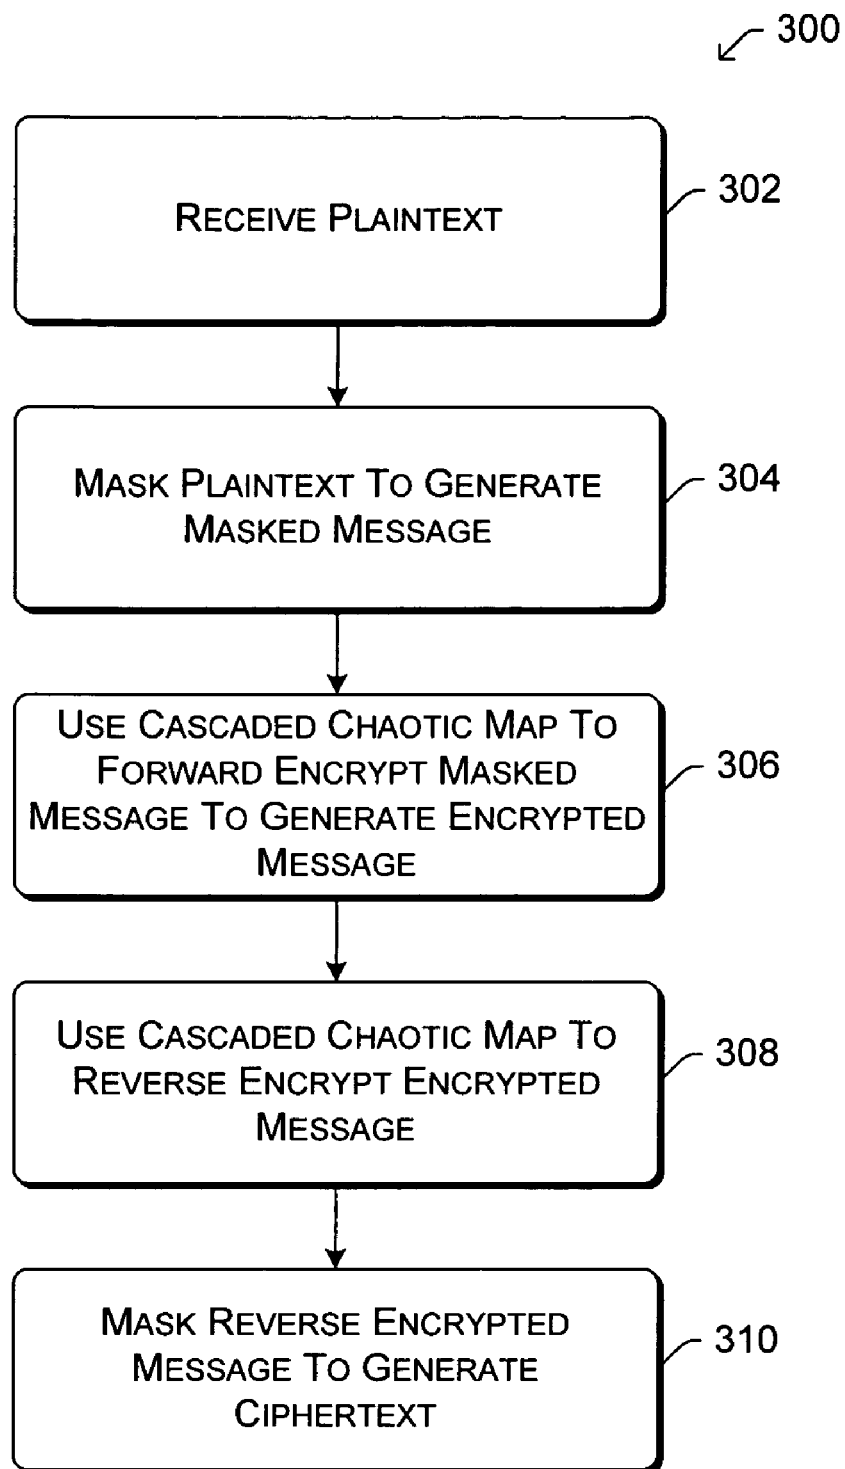 300
RECEIVE PLAINTEXT
302
MASK PLAINTEXT TO GENERATE
MASKED MESSAGE
304
USE CASCADED CHAOTIC MAP TO
FORWARD ENCRYPT MASKED
MESSAGE TO GENERATE ENCRYPTED
MESSAGE
306
USE CASCADED CHAOTIC MAP TO
REVERSE ENCRYPT ENCRYPTED
MESSAGE
308
MASK REVERSE ENCRYPTED
MESSAGE TO GENERATE
CIPHERTEXT
310